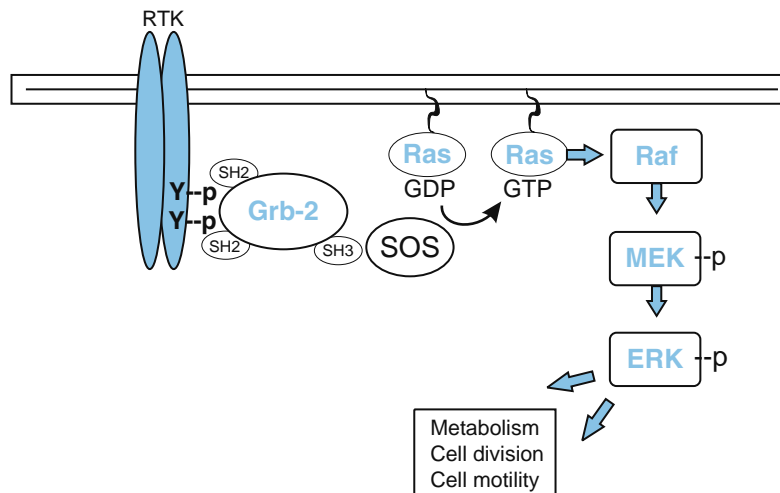 RTK
Ras
GDP
Ras
GTP
Raf
Y--p
Y--p
SH2
Grb-2
SH2
SH3
SOS
MEK--p
ERK--p
Metabolism
Cell division
Cell motility